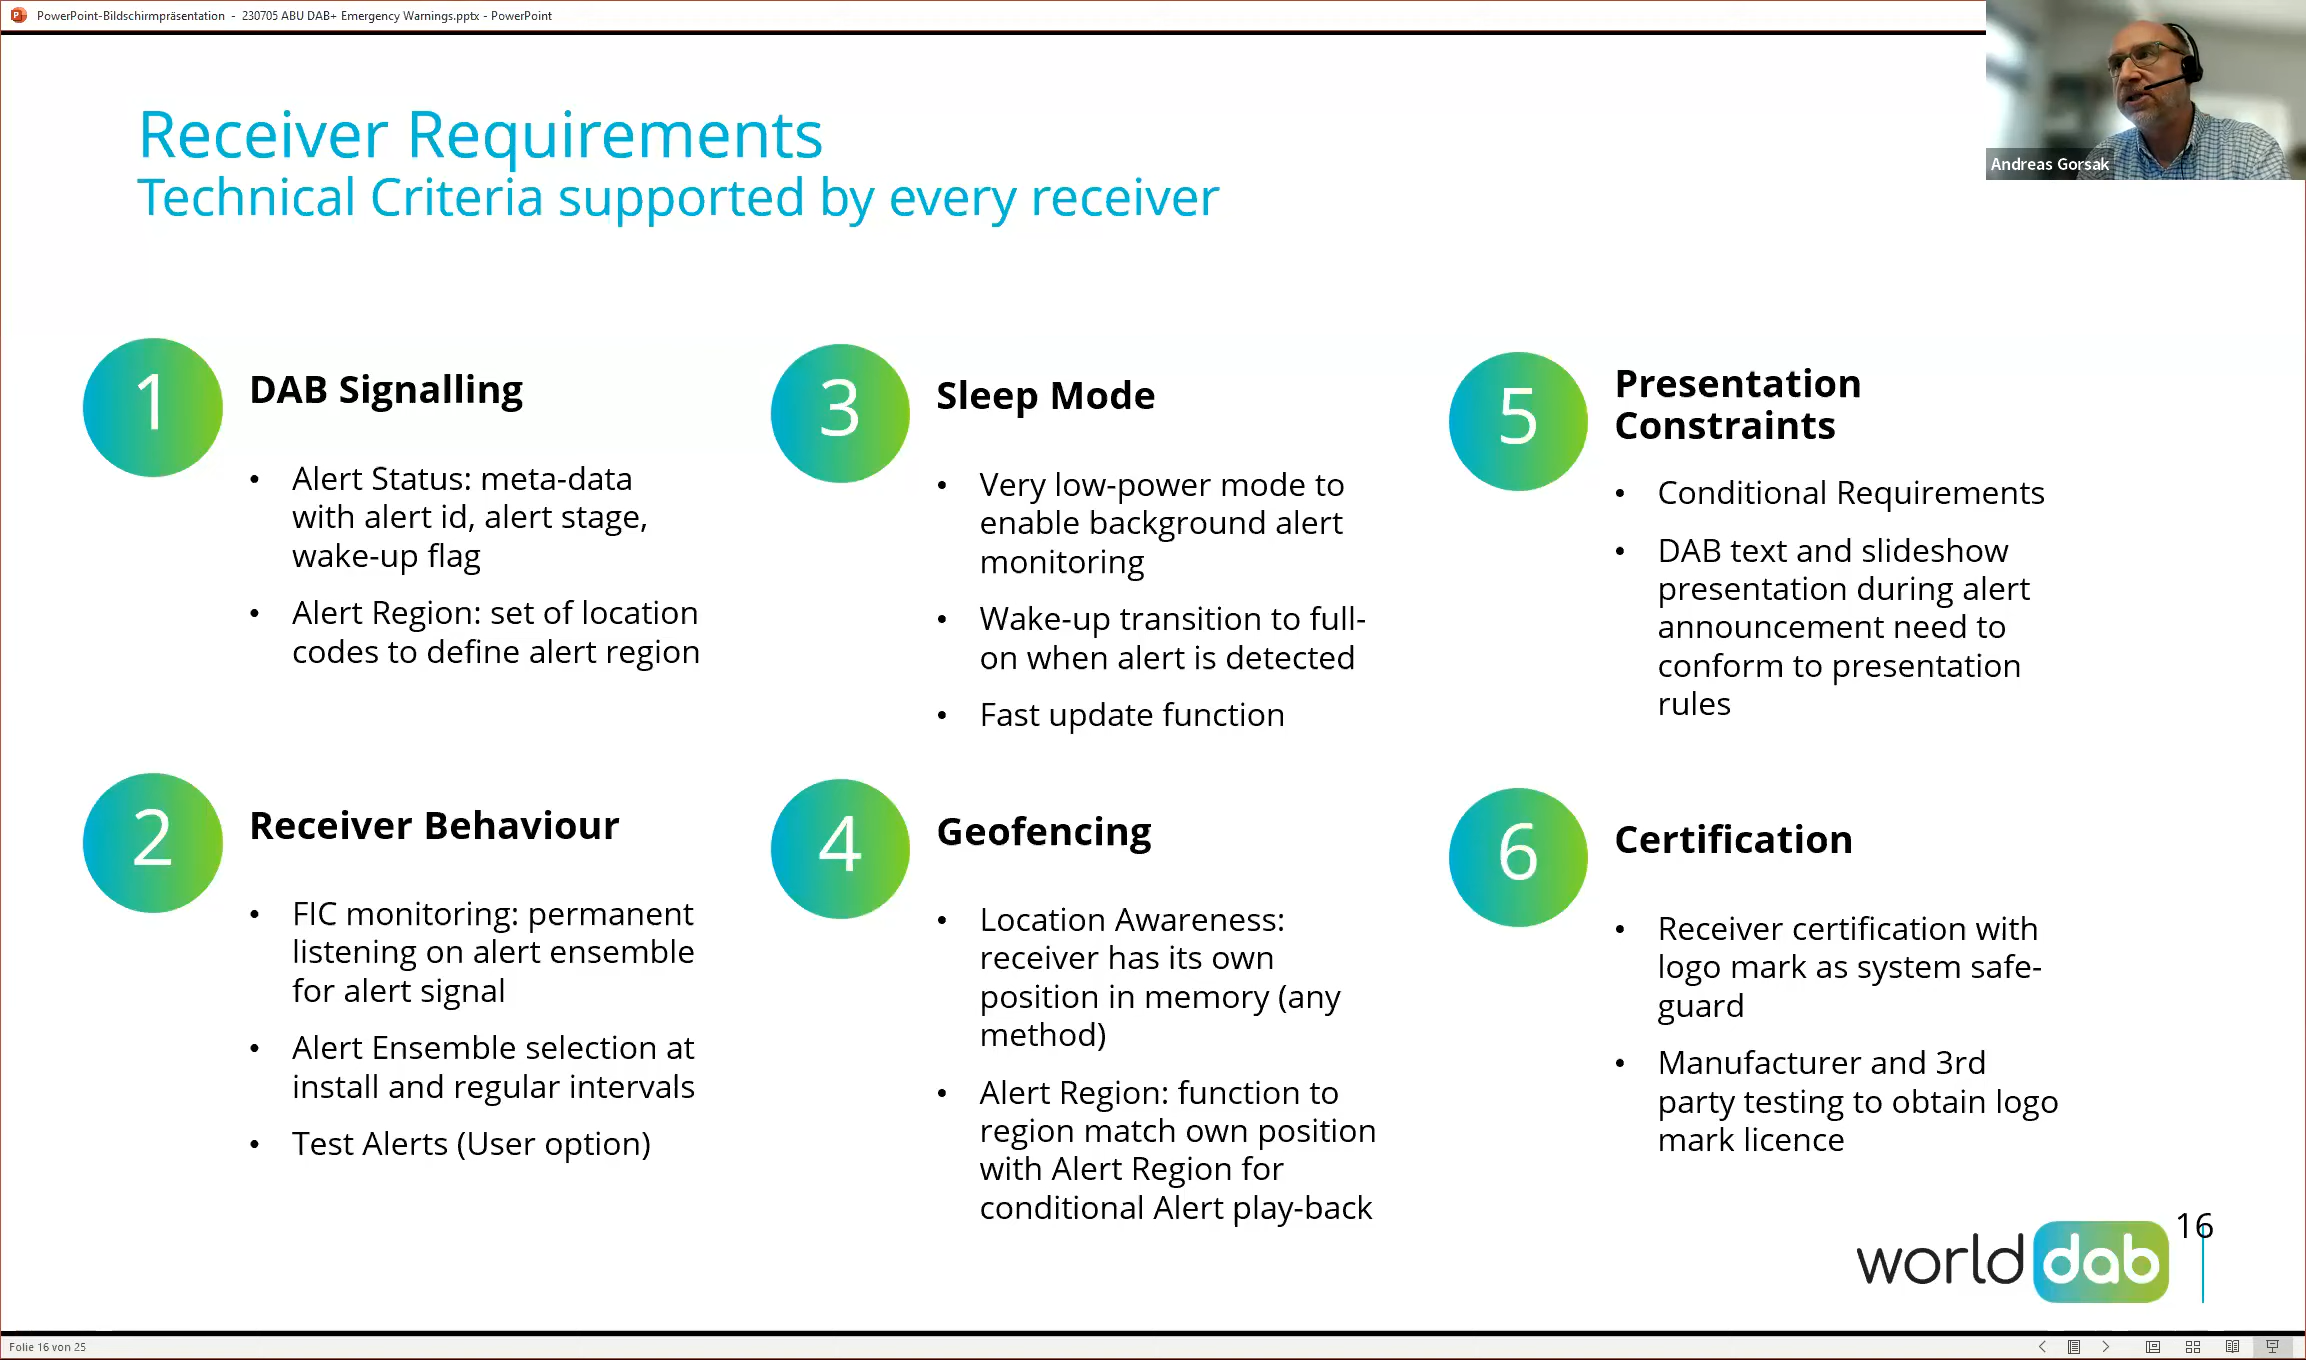 PowerPoint-Bildschirmpräsentation - 230705 ABU DAB+ Emergency Warnings.pptx - PowerPoint
Andreas Gorsak
Receiver Requirements
Technical Criteria supported by every receiver
1
DAB Signalling
• Alert Status: meta-data
with alert id, alert stage,
wake-up flag
• Alert Region: set of location
codes to define alert region
2
Receiver Behaviour
• FIC monitoring: permanent
listening on alert ensemble
for alert signal
• Alert Ensemble selection at
install and regular intervals
• Test Alerts (User option)
3
Sleep Mode
• Very low-power mode to
enable background alert
monitoring
• Wake-up transition to full-
on when alert is detected
• Fast update function
4
Geofencing
• Location Awareness:
receiver has its own
position in memory (any
method)
• Alert Region: function to
region match own position
with Alert Region for
conditional Alert play-back
5
Presentation
Constraints
• Conditional Requirements
• DAB text and slideshow
presentation during alert
announcement need to
conform to presentation
rules
6
Certification
• Receiver certification with
logo mark as system safe-
guard
• Manufacturer and 3rd
party testing to obtain logo
mark licence
16
world dab
Folie 16 von 25